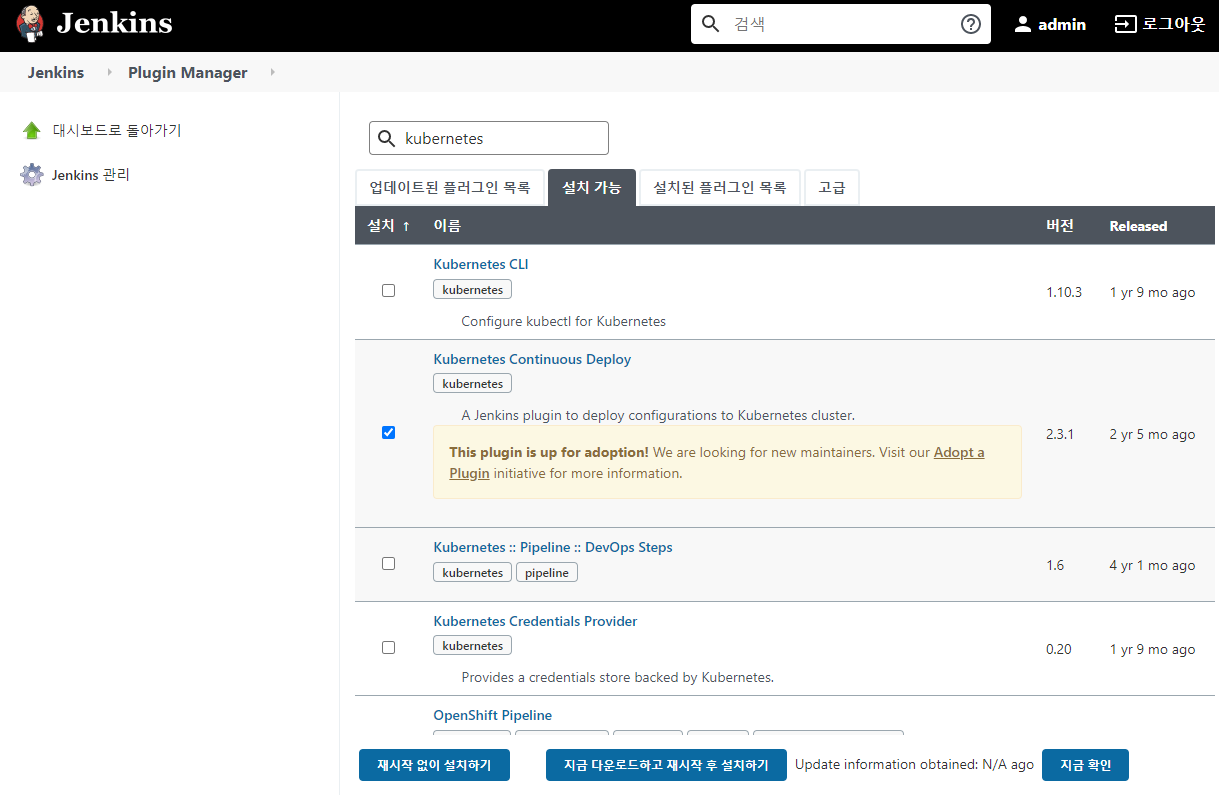 Jenkins
검색
admin
로그아웃
Jenkins
Plugin Manager
대시보드로 돌아가기
Jenkins 관리
kubernetes
업데이트된 플러그인 목록
설치 가능
설치된 플러그인 목록
고급
설치 ↑ 이름 버전 Released
Kubernetes CLI
kubernetes
Configure kubectl for Kubernetes
1.10.3 1 yr 9 mo ago
Kubernetes Continuous Deploy
kubernetes
A Jenkins plugin to deploy configurations to Kubernetes cluster.
This plugin is up for adoption! We are looking for new maintainers. Visit our Adopt a
Plugin initiative for more information.
2.3.1 2 yr 5 mo ago
Kubernetes :: Pipeline :: DevOps Steps
kubernetes pipeline
1.6 4 yr 1 mo ago
Kubernetes Credentials Provider
kubernetes
Provides a credentials store backed by Kubernetes.
0.20 1 yr 9 mo ago
OpenShift Pipeline
재시작 없이 설치하기
지금 다운로드하고 재시작 후 설치하기
Update information obtained: N/A ago
지금 확인